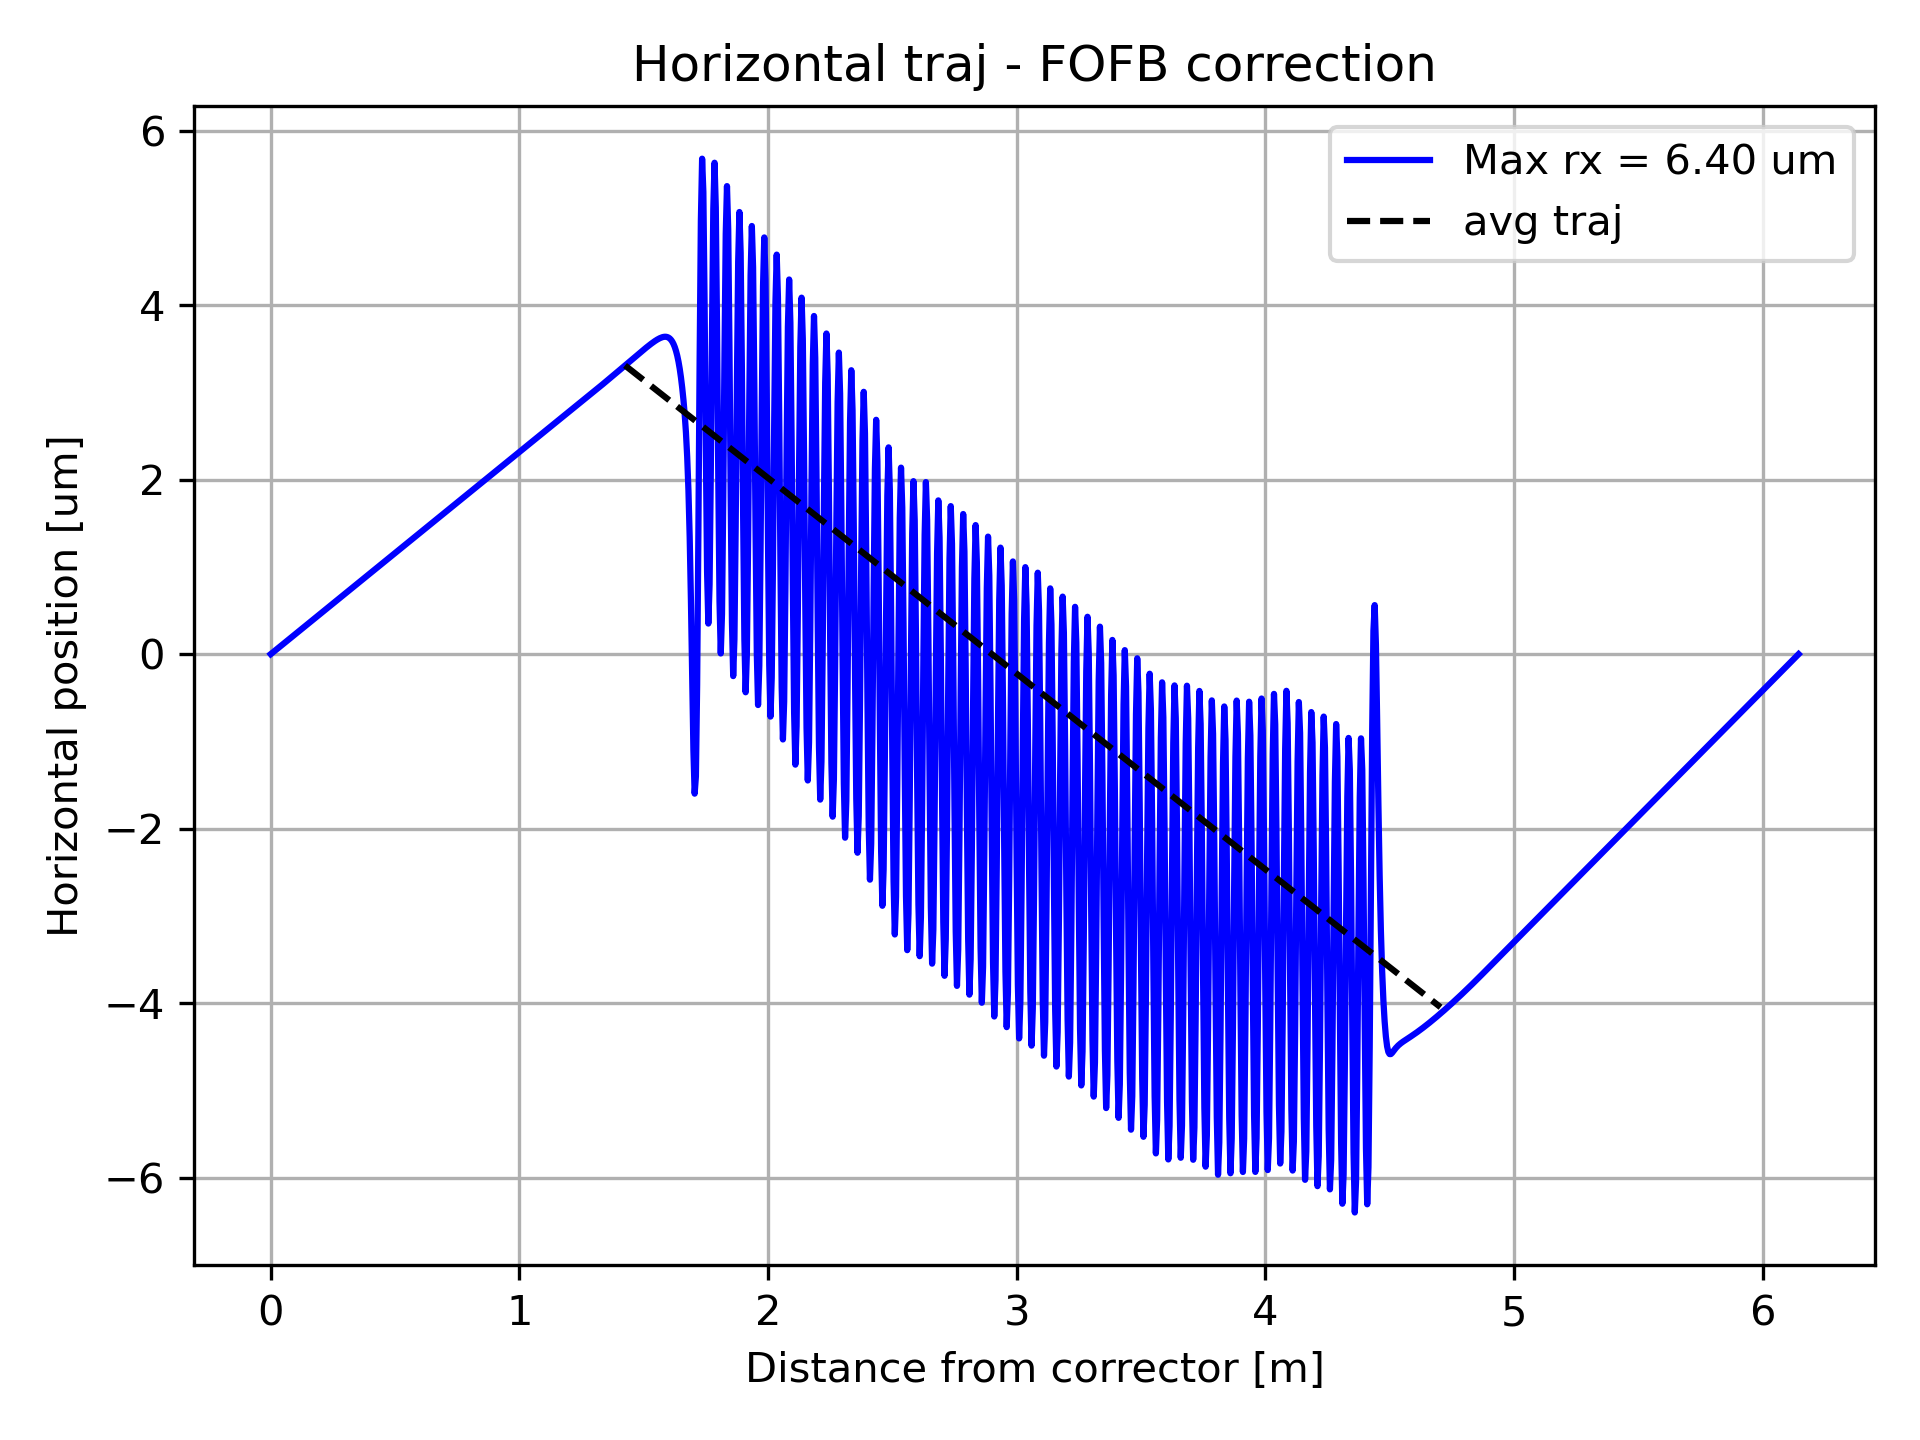 Horizontal traj - FOFB correction
Max rx = 6.40 um
avg traj
Horizontal position [um]
6
4
2
0
−2
−4
−6
0 1 2 3 4 5 6
Distance from corrector [m]